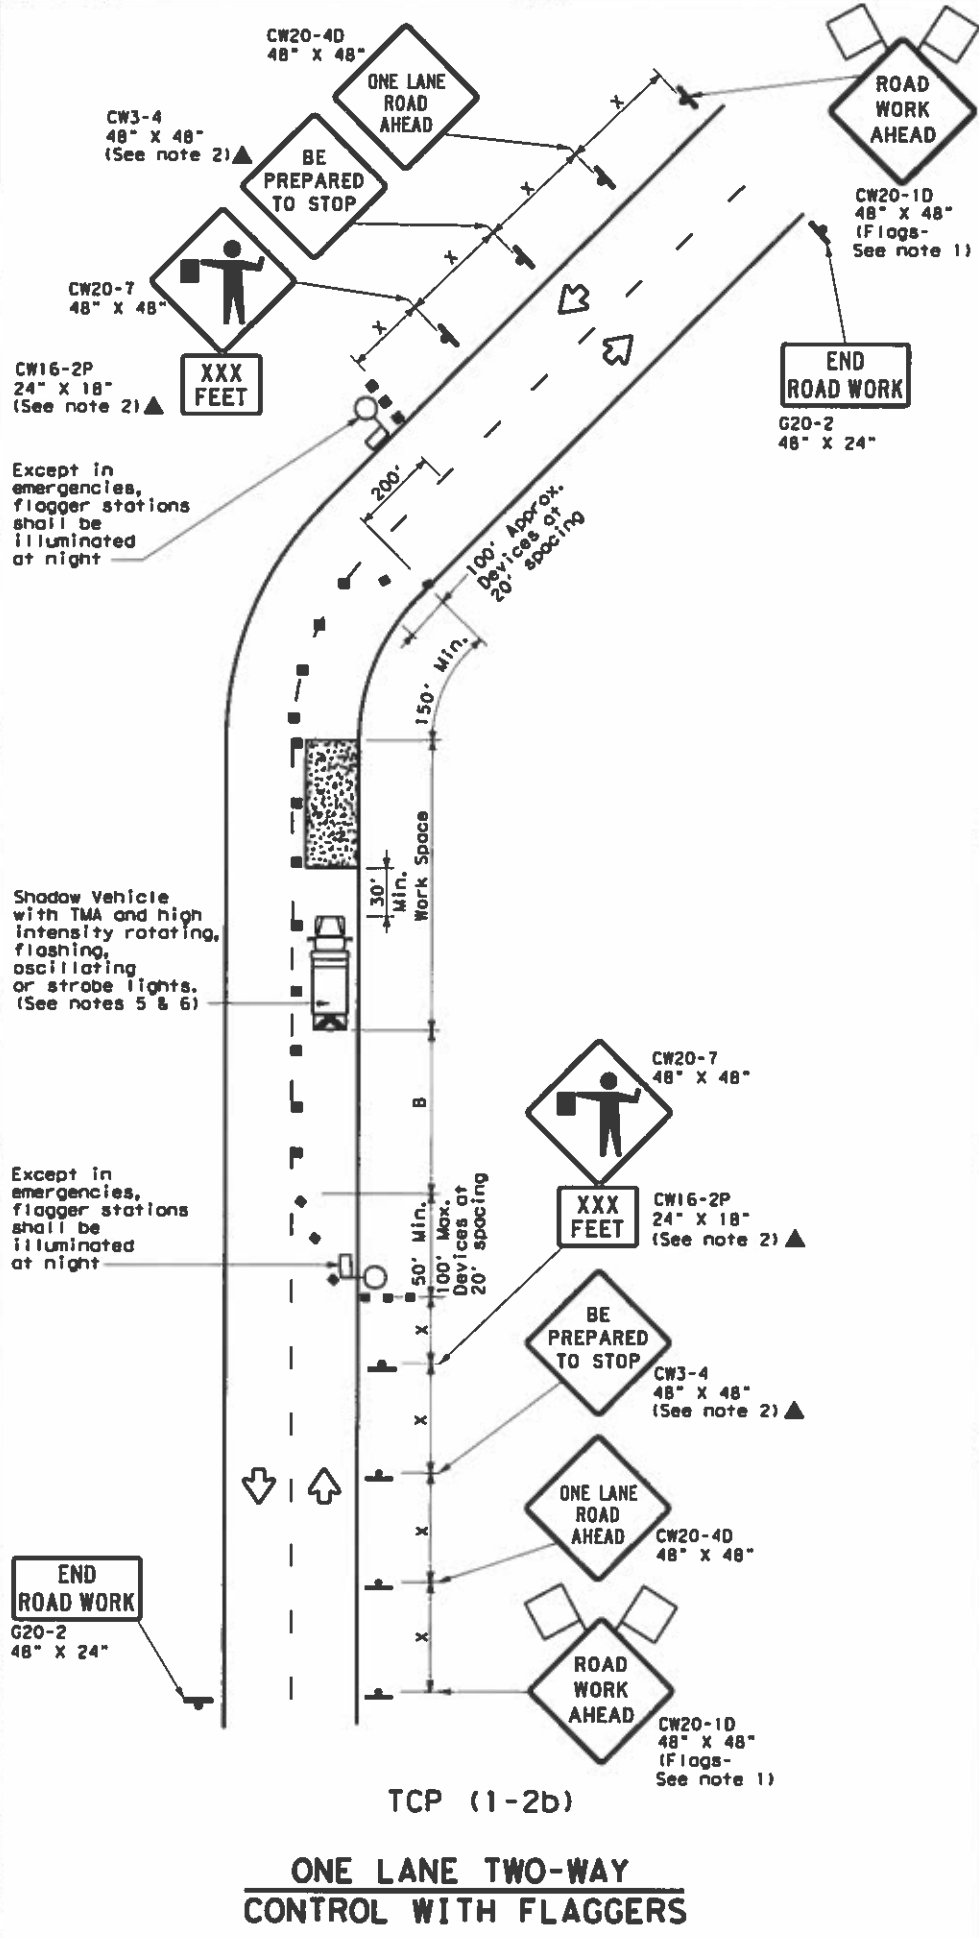 CW20-4D
48" X 48"
ONE LANE
ROAD
AHEAD
CW3-4
48" X 48"
(See note 2)▲
BE
PREPARED
TO STOP
CW20-7
48" X 48"
CW16-2P
24" X 18"
(See note 2)▲
XXX
FEET
ROAD
WORK
AHEAD
CW20-1D
48" X 48"
(Flags-
See note 1)
X
X
X
X
END
ROAD WORK
G20-2
48" X 24"
Except in
emergencies,
flagger stations
shall be
illuminated
at night
200'
100' Approx.
Devices at
20' spacing
150' Min.
Work Space
30'
Min.
Shadow Vehicle
with TMA and high
intensity rotating,
flashing,
oscillating
or strobe lights.
(See notes 5 & 6)
B
CW20-7
48" X 48"
XXX
FEET
CW16-2P
24" X 18"
(See note 2)▲
Except in
emergencies,
flagger stations
shall be
illuminated
at night
50' Min.
100' Max.
Devices at
20' spacing
X
X
X
X
BE
PREPARED
TO STOP
CW3-4
48" X 48"
(See note 2)▲
ONE LANE
ROAD
AHEAD
CW20-4D
48" X 48"
END
ROAD WORK
G20-2
48" X 24"
ROAD
WORK
AHEAD
CW20-1D
48" X 48"
(Flags-
See note 1)
TCP (1-2b)
ONE LANE TWO-WAY
CONTROL WITH FLAGGERS